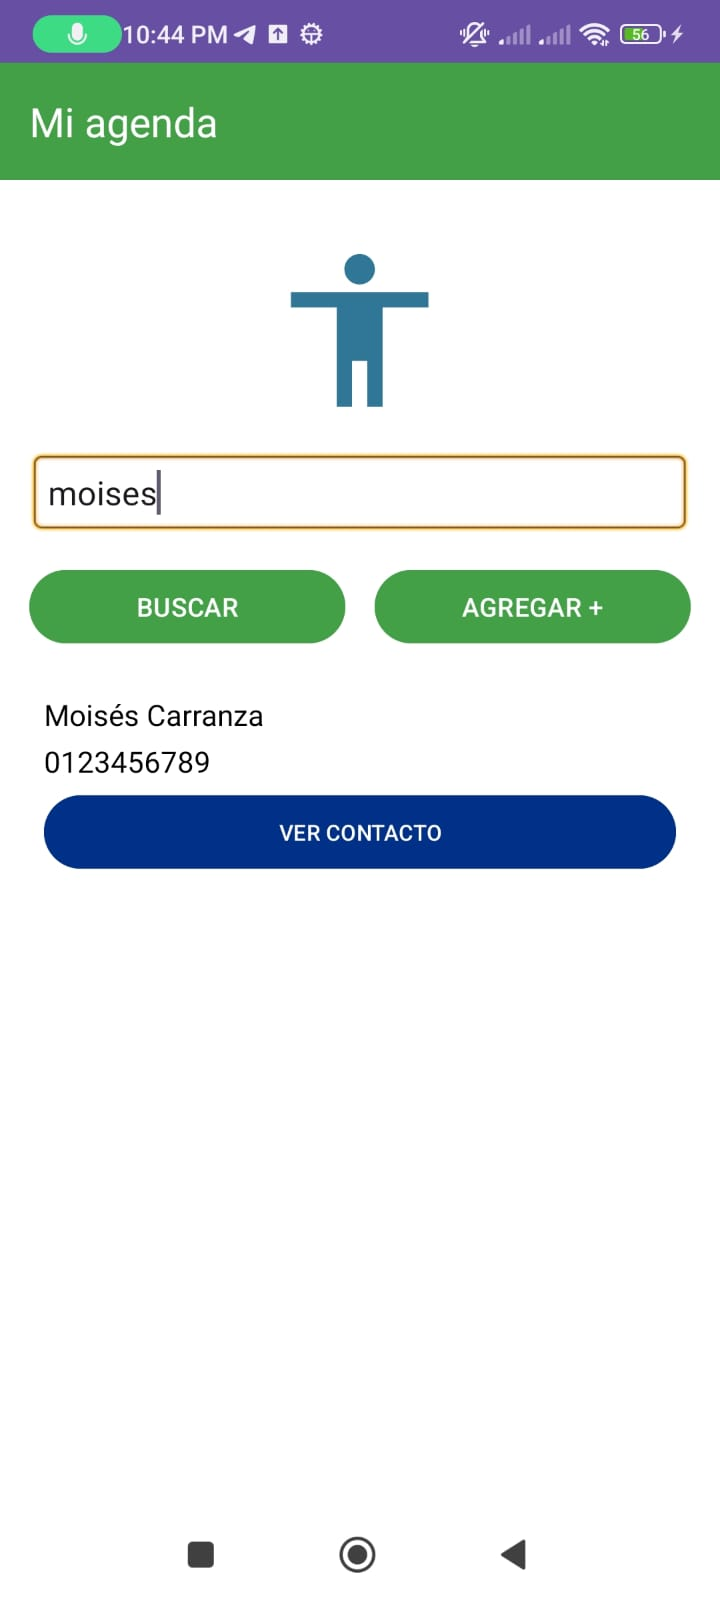 10:44 PM 56
Mi agenda
moises
BUSCAR AGREGAR +
Moisés Carranza
0123456789
VER CONTACTO